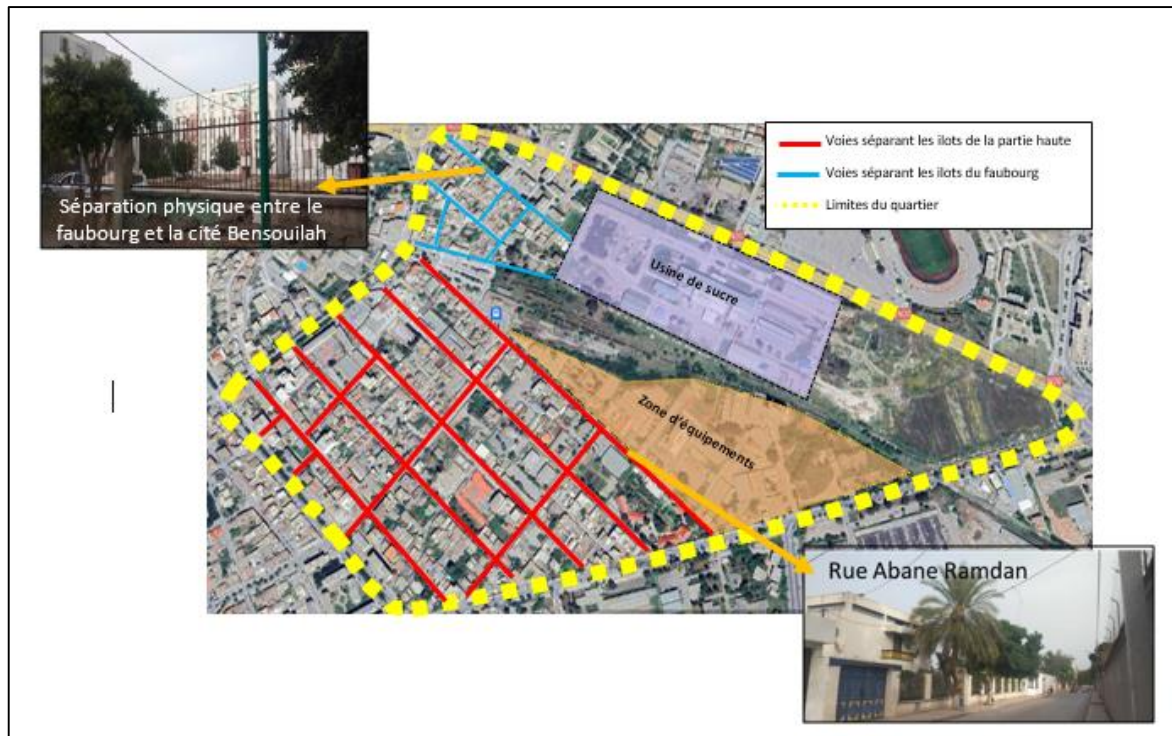 Séparation physique entre le
faubourg et la cité Bensouilah
Voies séparant les ilots de la partie haute
Voies séparant les ilots du faubourg
Limites du quartier
Usine de sucre
Zone d'équipements
Rue Abane Ramdan